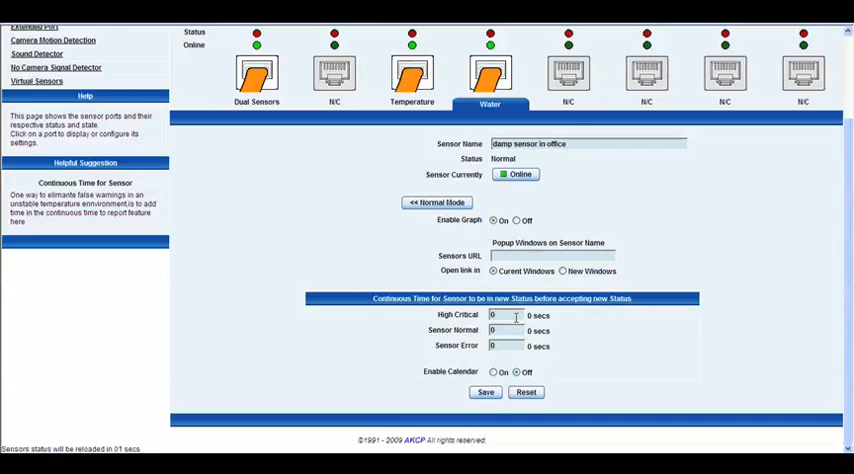 Extended Port
Camera Motion Detection
Sound Detector
No Camera Signal Detector
Virtual Sensors
Help
This page shows the sensor ports and their
respective status and state.
Click on a port to display or configure its
settings.
Helpful Suggestion
Continuous Time for Sensor
One way to elimante false warnings in an
unstable temperature ennvironment.is to add
time in the continuous time to report feature
here
Status
Online
Dual Sensors
N/C
Temperature
Water
N/C
N/C
N/C
N/C
Sensor Name damp sensor in office
Status Normal
Sensor Currently Online
<< Normal Mode
Enable Graph On Off
Popup Windows on Sensor Name
Sensors URL
Open link in Curent Windows New Windows
Continuous Time for Sensor to be in new Status before accepting new Status
High Critical 0 0 secs
Sensor Normal 0 0 secs
Sensor Error 0 0 secs
Enable Calendar On Off
Save Reset
©1991 - 2009 AKCP All rights reserved.
Sensors status will be reloaded in 01 secs